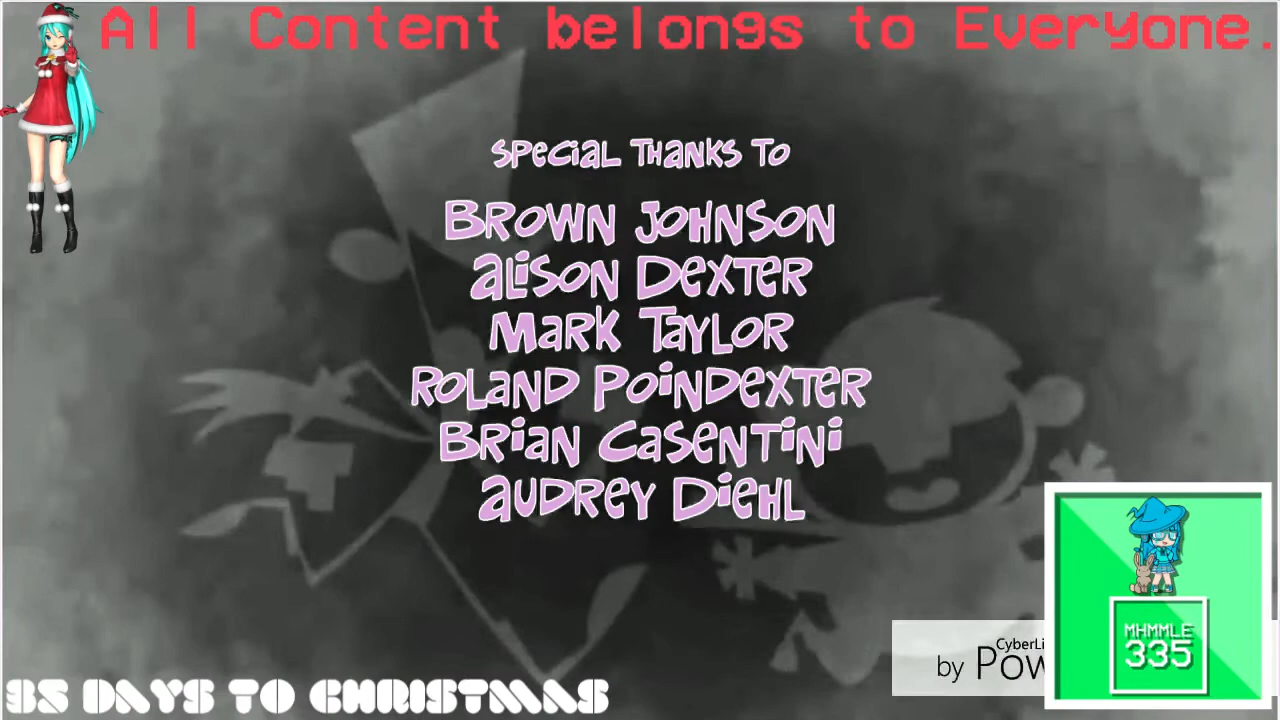 All Content belongs to Everyone.
Special Thanks To
Brown Johnson
Alison Dexter
Mark Taylor
Roland Poindexter
Brian Casentini
Audrey Diehl
MHMMLE
335
CyberLi
by Pow
DAYS TO CHRISTMAS